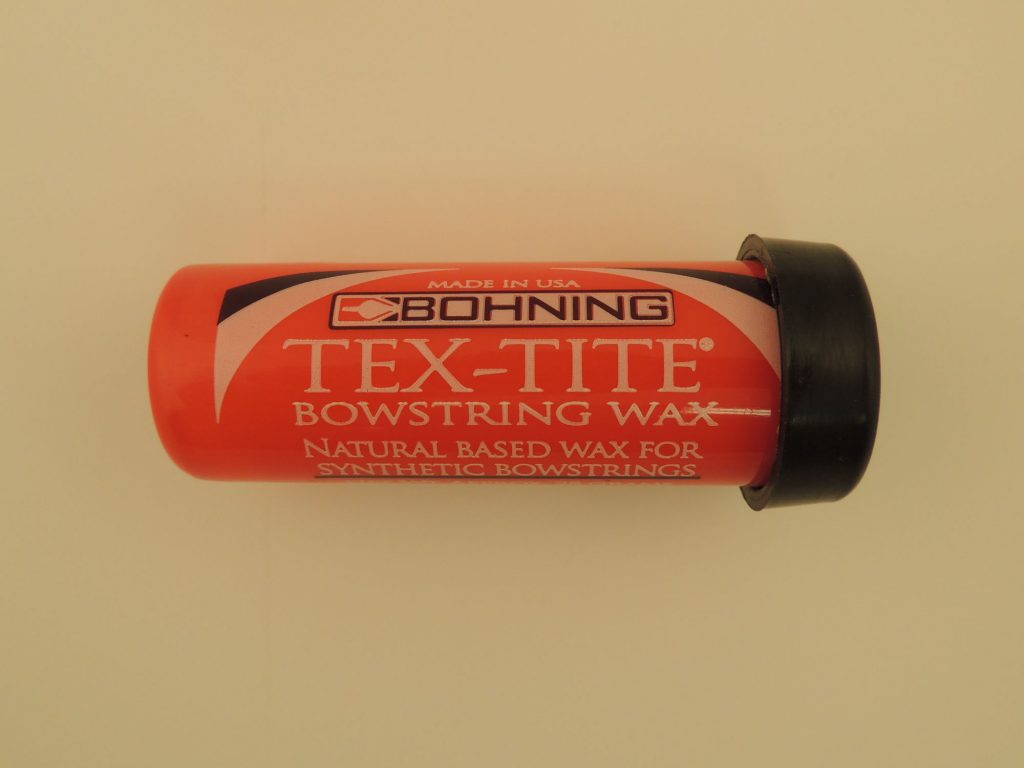 MADE IN USA
BOHNING
TEX-TITE®
BOWSTRING WAX
NATURAL BASED WAX FOR
SYNTHETIC BOWSTRINGS